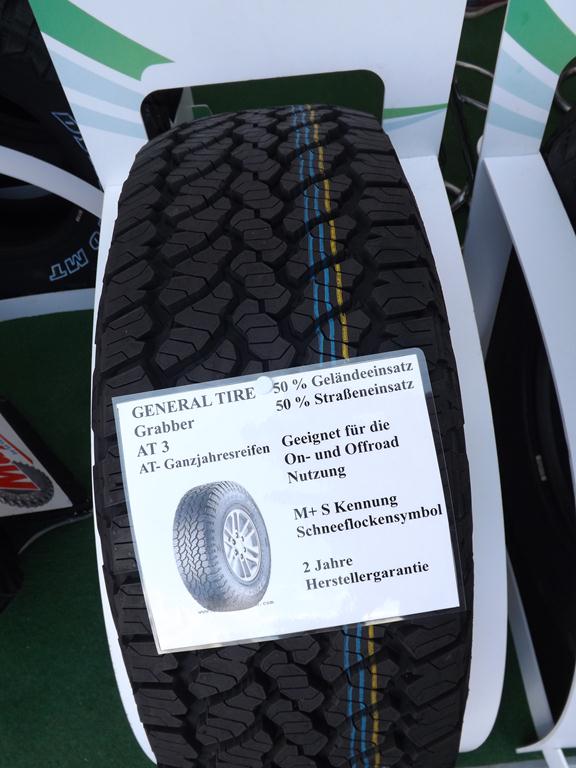 GENERAL TIRE
Grabber
AT 3
AT- Ganzjahresreifen
50 % Geländeeinsatz
50 % Straßeneinsatz
Geeignet für die
On- und Offroad
Nutzung
M+ S Kennung
Schneeflockensymbol
2 Jahre
Herstellergarantie
MT